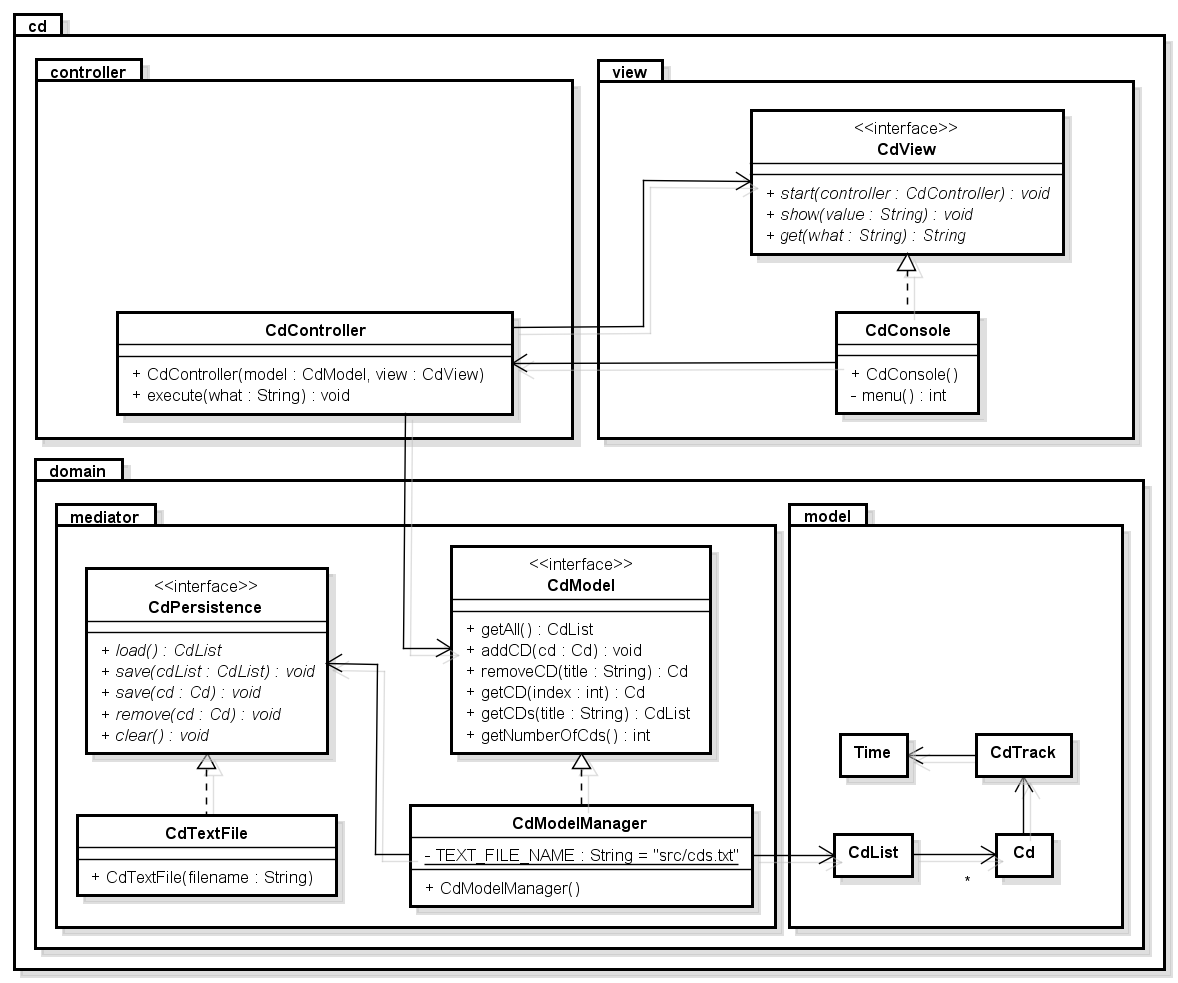 cd
controller
view
<<interface>>
CdView
+ start(controller : CdController) : void
+ show(value : String) : void
+ get(what : String) : String
CdController
+ CdController(model : CdModel, view : CdView)
+ execute(what : String) : void
CdConsole
+ CdConsole()
- menu() : int
domain
mediator
model
<<interface>>
CdPersistence
+ load() : CdList
+ save(cdList : CdList) : void
+ save(cd : Cd) : void
+ remove(cd : Cd) : void
+ clear() : void
<<interface>>
CdModel
+ getAll() : CdList
+ addCD(cd : Cd) : void
+ removeCD(title : String) : Cd
+ getCD(index : int) : Cd
+ getCDs(title : String) : CdList
+ getNumberOfCds() : int
Time
CdTrack
CdTextFile
+ CdTextFile(filename : String)
CdModelManager
- TEXT_FILE_NAME : String = "src/cds.txt"
+ CdModelManager()
CdList
Cd
*